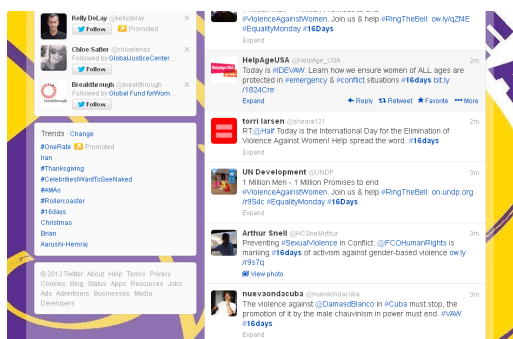 Kelly DeLay @kellydelay
Follow Promoted
Chloe Safier @chloelemas
Followed by GlobalJusticeCenter ...
Follow
Breakthrough @breakthrough
Followed by Global FundforWom...
Follow
Trends · Change
#OneRate Promoted
Iran
#Thanksgiving
#CelebrBiestWantToSeeNaked
#AMAs
#Rollercoaster
#16days
Christmas
Brian
Aarushi-Hemraj
© 2013 Twitter About Help Terms Privacy
Cookies Blog Status Apps Resources Jobs
Ads Advertisers Businesses Media
Developers
#ViolenceAgainstWomen. Join us & help #RingTheBell: ow.ly/qZf4E
#EqualityMonday #16Days
Expand
HelpAgeUSA @HelpAge_USA 2m
Today is #IDEVAW. Learn how we ensure women of ALL ages are
protected in #emergency & #conflict situations #16days bit.ly
/1824Cre
Expand Reply Retweet Favorite More
torri larsen @sheara121 2m
RT:@Half Today is the International Day for the Elimination of
Violence Against Women! Help spread the word. #16days
Expand
UN Development @UNDP 3m
1 Million Men - 1 Million Promises to end
#ViolenceAgainstWomen. Join us & help #RingTheBell: on.undp.org
/r9S4c #EqualityMonday #16Days
Expand
Arthur Snell @HCSnellArthur 3m
Preventing #SexualViolence in Conflict: @FCOHumanRights is
marking #16days of activism against gender-based violence ow.ly
/r9s7q
View photo
nuevaondacuba @nuevaondacuba 3m
The violence against @DamasdBlanco in #Cuba must stop, the
promotion of it by the male chauvinism in power must end. #VAW
#16days
Expand